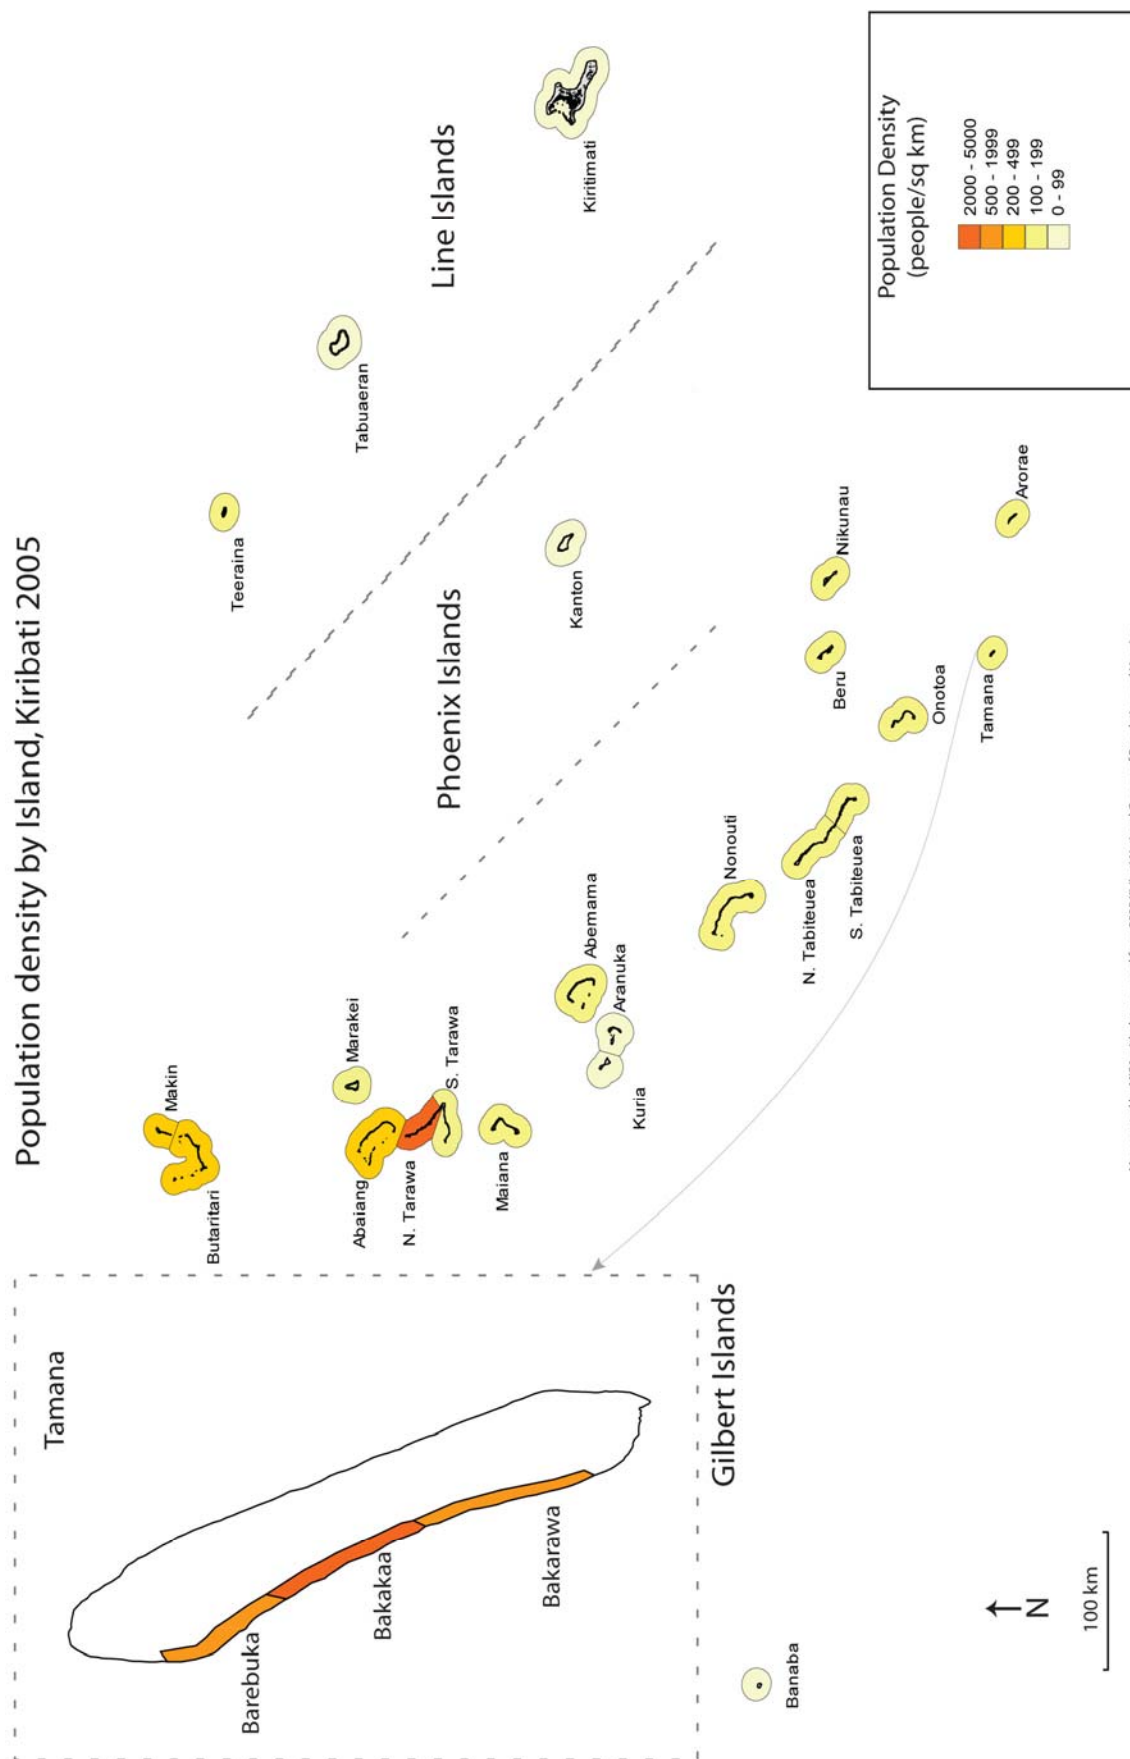 Population density by Island, Kiribati 2005
Tamana
Barebuka
Bakakaa
Bakarawa
Gilbert Islands
Banaba
N
100 km
Makin
Butaritari
Marakei
Abaiang
N. Tarawa
S. Tarawa
Maiana
Abemama
Aranuka
Kuria
Nonouti
N. Tabiteuea
S. Tabiteuea
Beru
Nikunau
Onotoa
Tamana
Arorae
Phoenix Islands
Kanton
Teeraina
Tabuaeran
Line Islands
Kiritimati
Population Density
(people/sq km)
2000 - 5000
500 - 1999
200 - 499
100 - 199
0 - 99